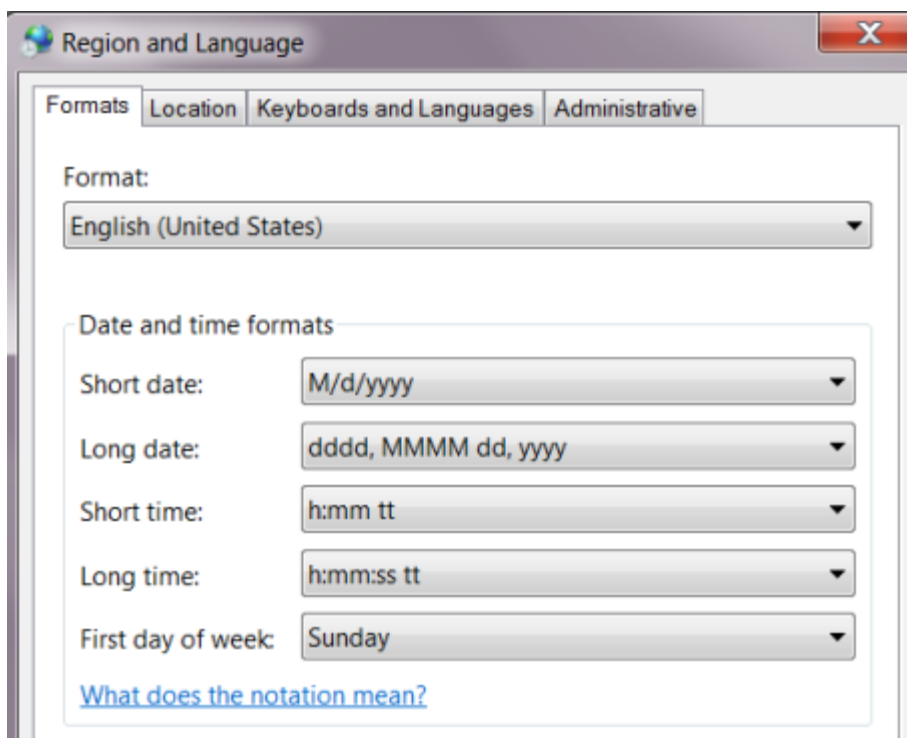 Region and Language
Formats Location Keyboards and Languages Administrative
Format:
English (United States)
Date and time formats
Short date: M/d/yyyy
Long date: dddd, MMMM dd, yyyy
Short time: h:mm tt
Long time: h:mm:ss tt
First day of week: Sunday
What does the notation mean?